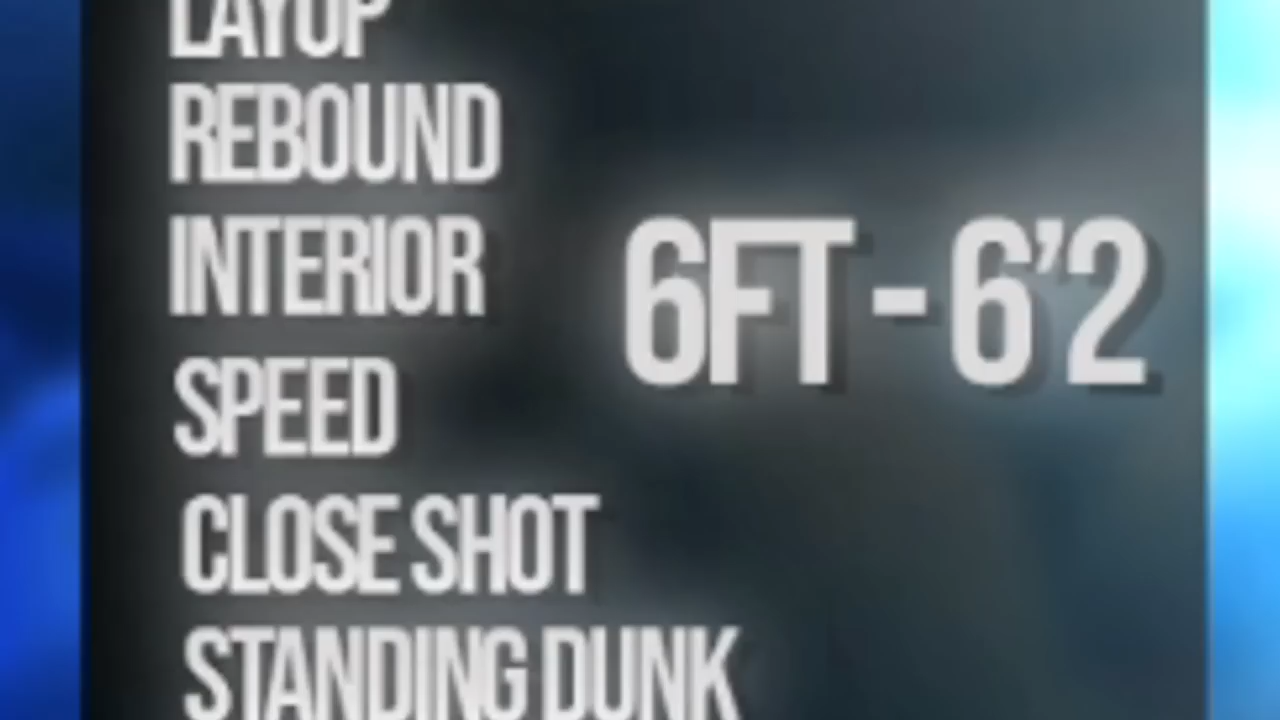 LAYUP
REBOUND
INTERIOR
6FT - 6'2
SPEED
CLOSE SHOT
STANDING DUNK